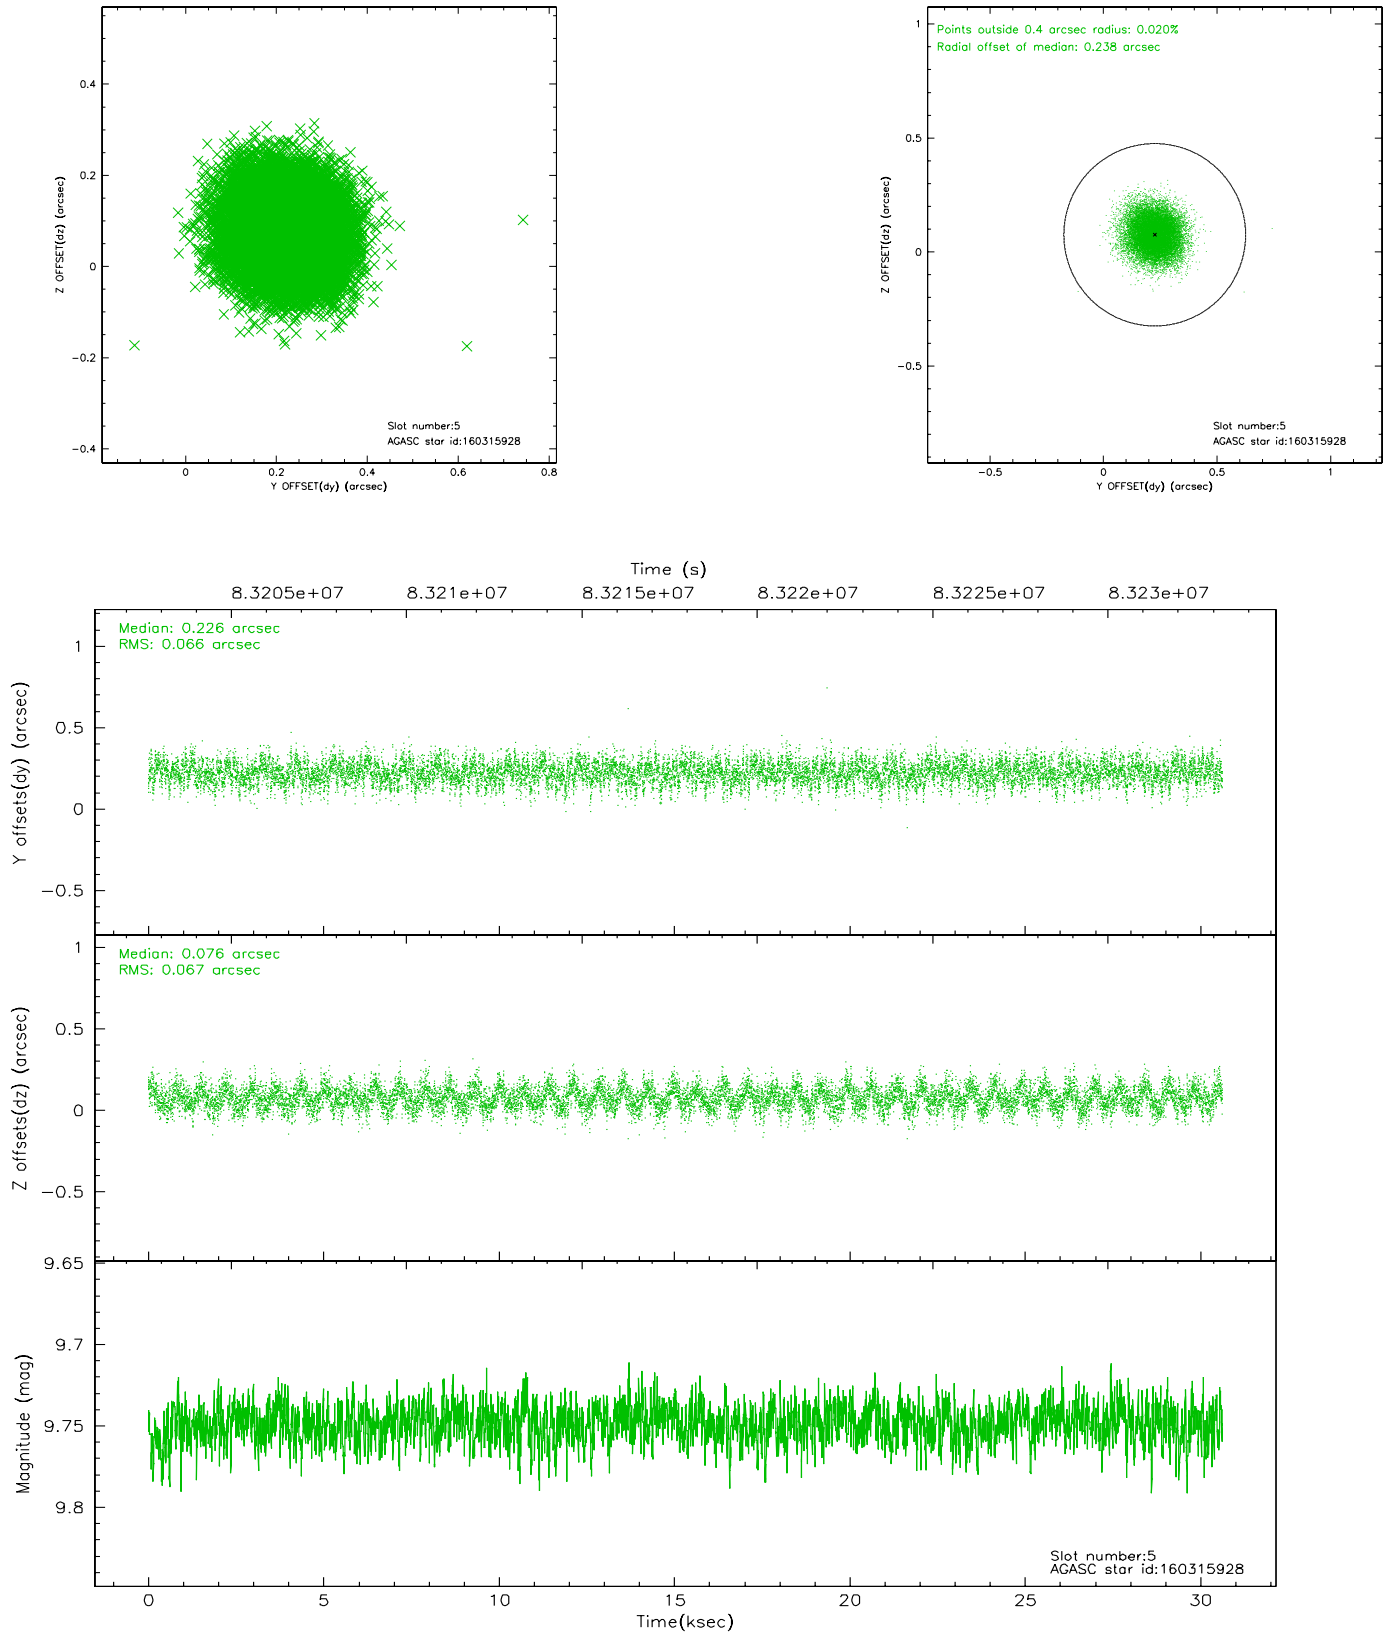 0.4
0.2
0
−0.2
−0.4
Z OFFSET(dz) (arcsec)
Slot number:5
AGASC star id:160315928
0
0.2
0.4
0.6
0.8
Y OFFSET(dy) (arcsec)
Points outside 0.4 arcsec radius: 0.020%
Radial offset of median: 0.238 arcsec
1
0.5
0
−0.5
Z OFFSET(dz) (arcsec)
Slot number:5
AGASC star id:160315928
−0.5
0
0.5
1
Y OFFSET(dy) (arcsec)
Time (s)
8.3205e+07
8.321e+07
8.3215e+07
8.322e+07
8.3225e+07
8.323e+07
Median: 0.226 arcsec
RMS: 0.066 arcsec
1
0.5
0
−0.5
Y offsets(dy) (arcsec)
Median: 0.076 arcsec
RMS: 0.067 arcsec
1
0.5
0
−0.5
Z offsets(dz) (arcsec)
9.65
9.7
9.75
9.8
Magnitude (mag)
Slot number:5
AGASC star id:160315928
0
5
10
15
20
25
30
Time(ksec)